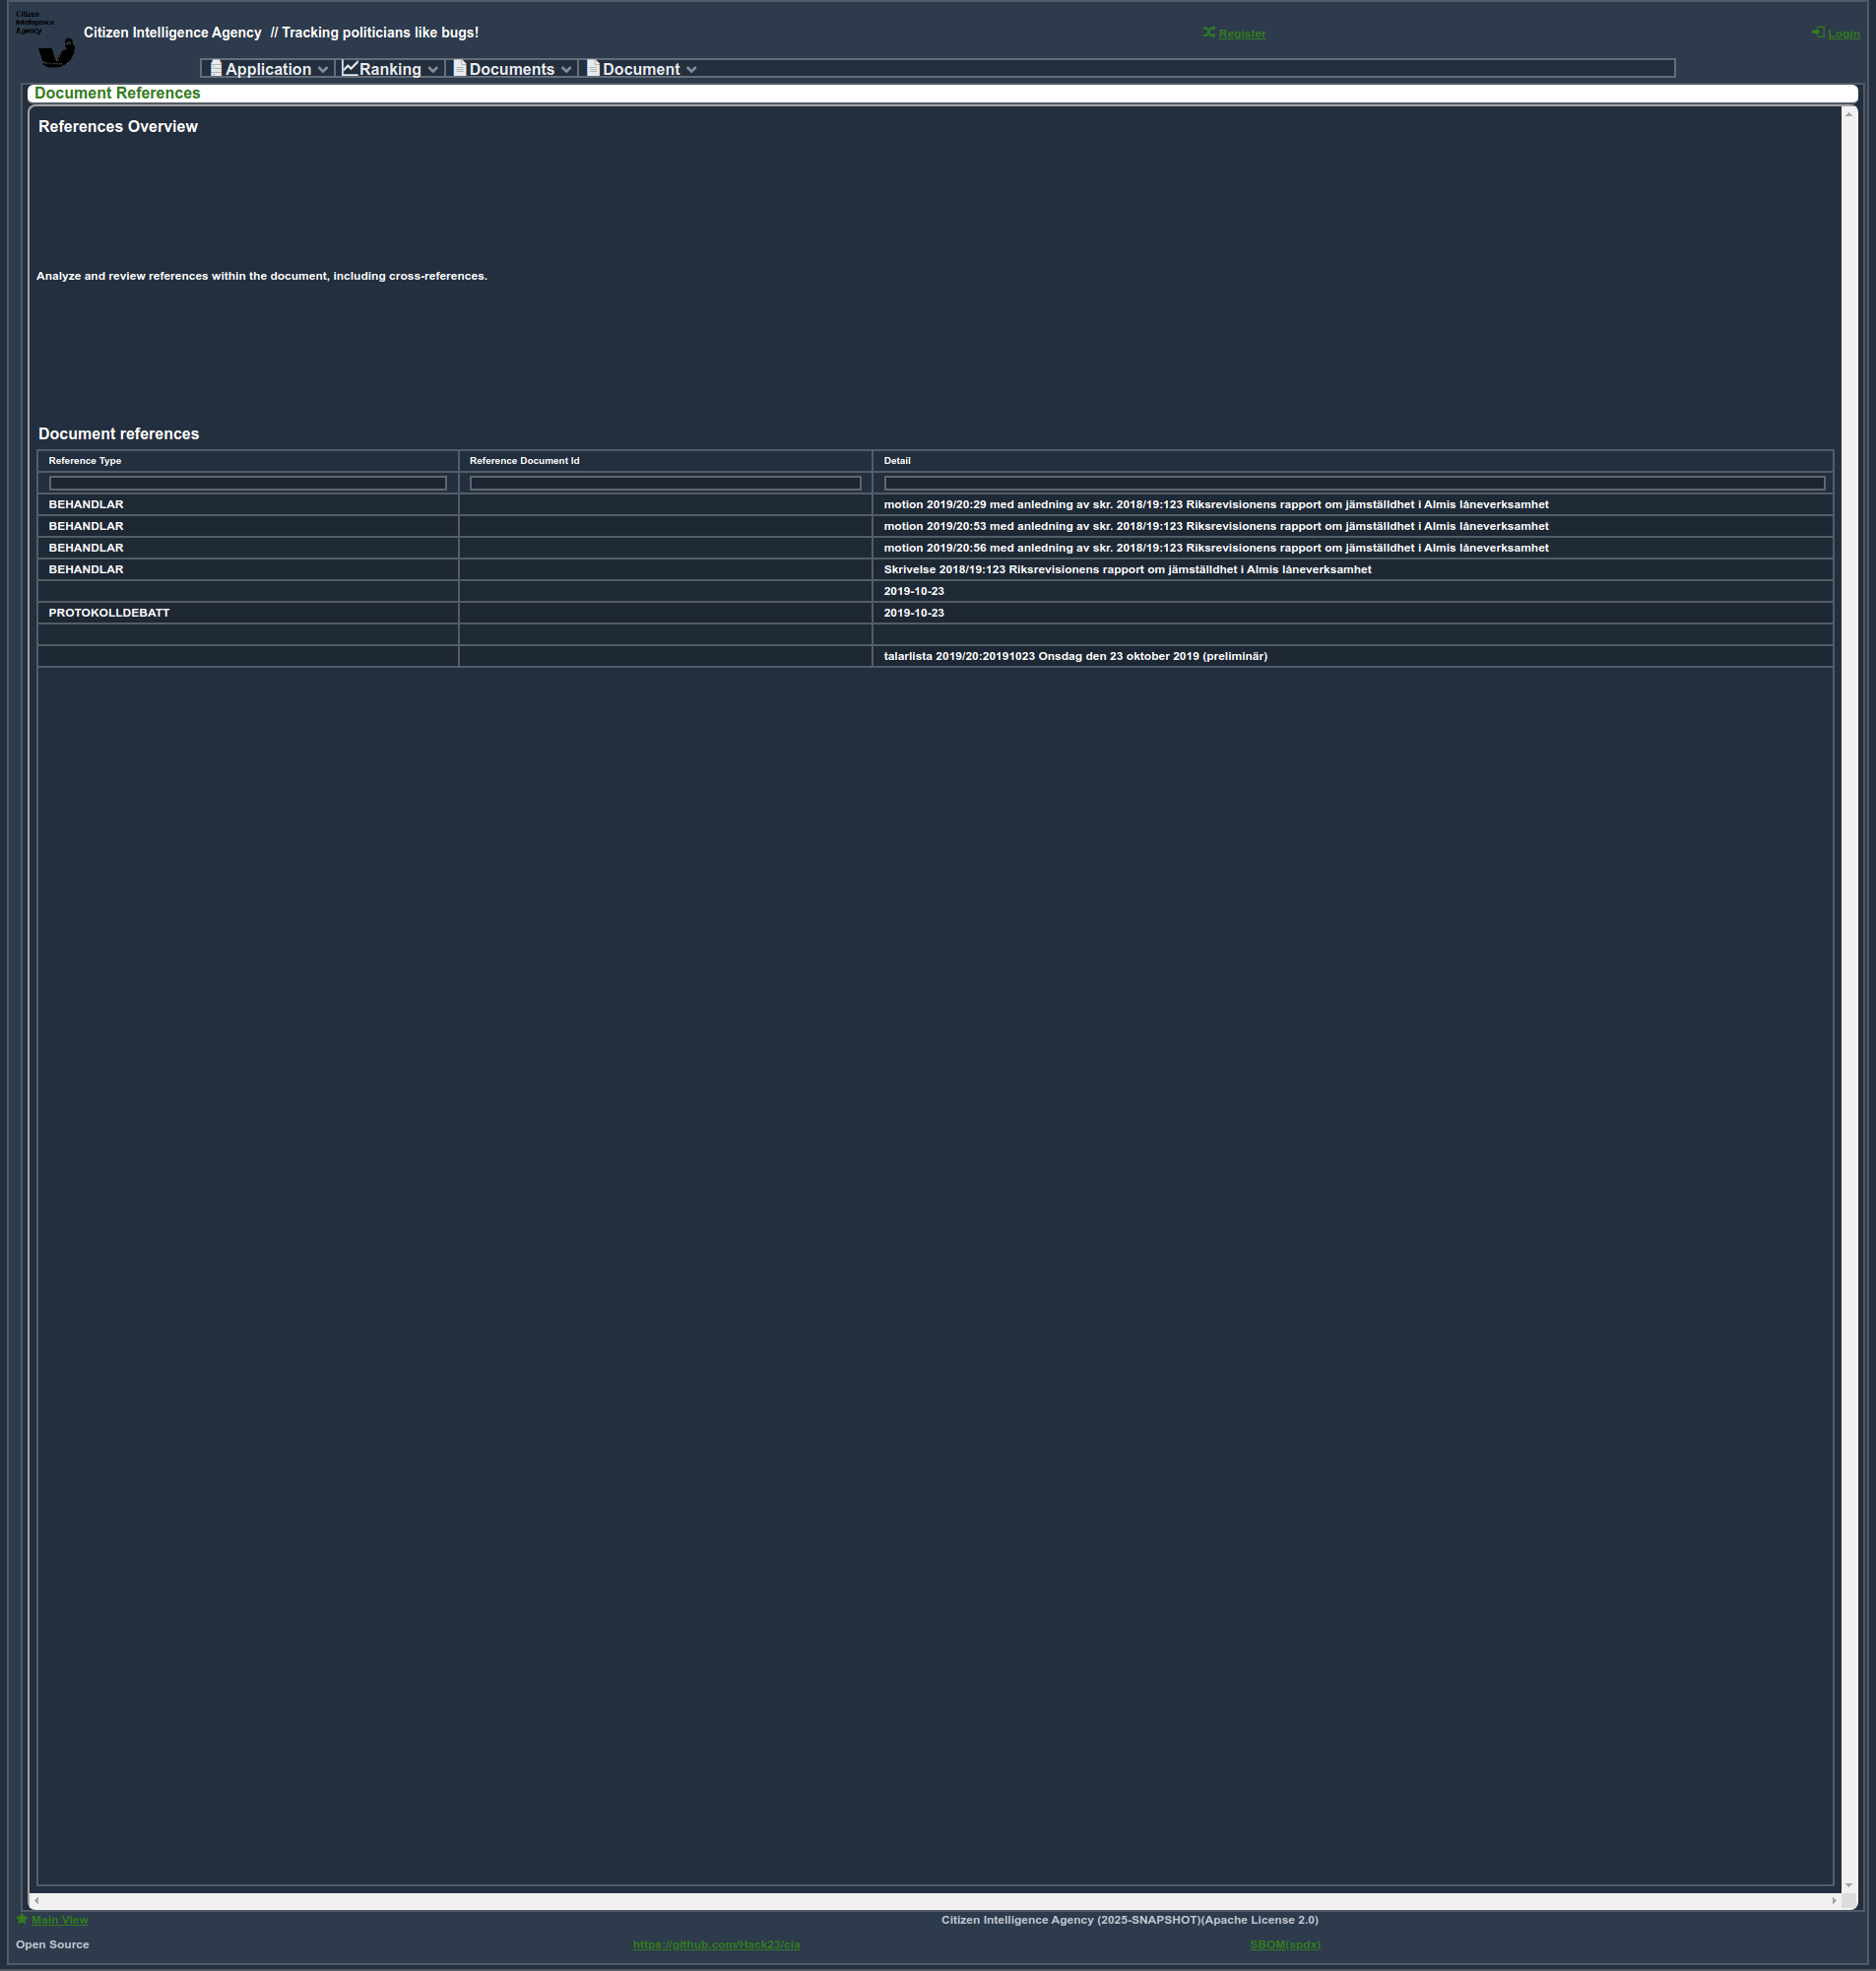 Citizen
Intelligence
Agency
Citizen Intelligence Agency // Tracking politicians like bugs!
Register
Login
Application
Ranking
Documents
Document
Document References
References Overview
Analyze and review references within the document, including cross-references.
Document references
Reference Type Reference Document Id Detail
BEHANDLAR motion 2019/20:29 med anledning av skr. 2018/19:123 Riksrevisionens rapport om jämställdhet i Almis låneverksamhet
BEHANDLAR motion 2019/20:53 med anledning av skr. 2018/19:123 Riksrevisionens rapport om jämställdhet i Almis låneverksamhet
BEHANDLAR motion 2019/20:56 med anledning av skr. 2018/19:123 Riksrevisionens rapport om jämställdhet i Almis låneverksamhet
BEHANDLAR Skrivelse 2018/19:123 Riksrevisionens rapport om jämställdhet i Almis låneverksamhet
2019-10-23
PROTOKOLLDEBATT 2019-10-23
talarlista 2019/20:20191023 Onsdag den 23 oktober 2019 (preliminär)
Main View
Citizen Intelligence Agency (2025-SNAPSHOT)(Apache License 2.0)
Open Source
https://github.com/Hack23/cia
SBOM(spdx)